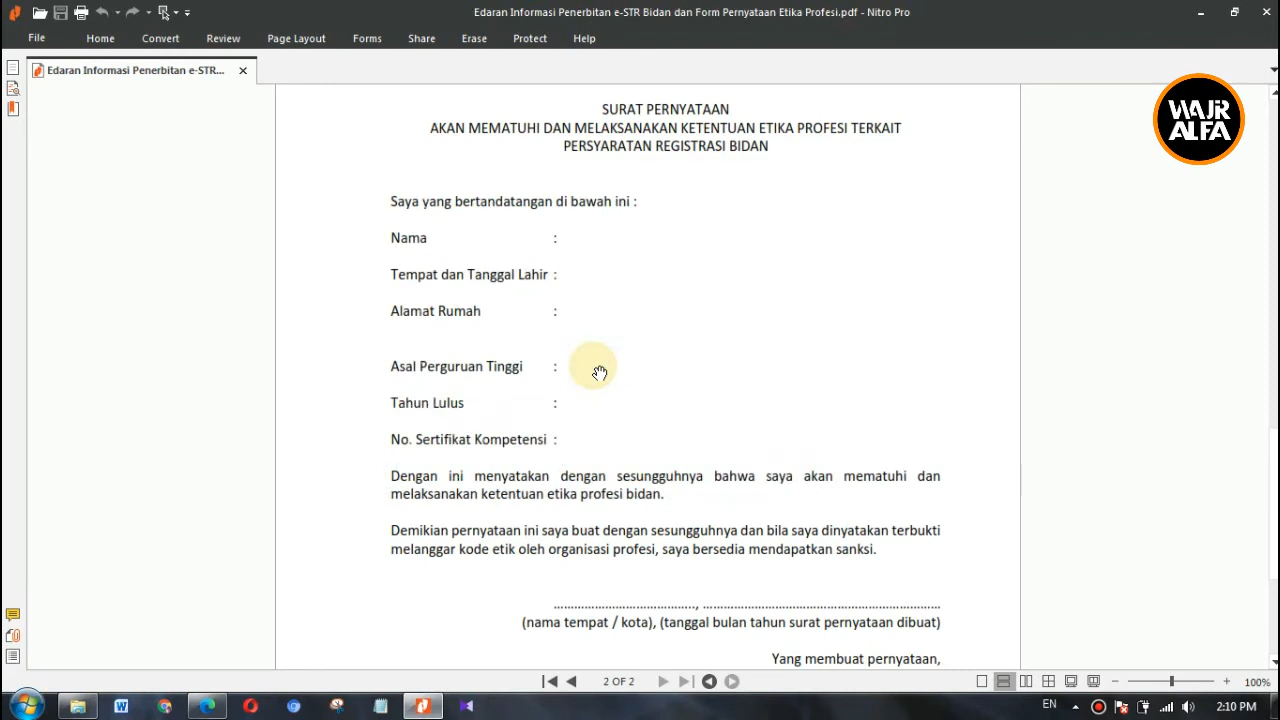 Edaran Informasi Penerbitan e-STR Bidan dan Form Pernyataan Etika Profesi.pdf - Nitro Pro
File Home Convert Review Page Layout Forms Share Erase Protect Help
Edaran Informasi Penerbitan e-STR...
WAJR
ALFA
SURAT PERNYATAAN
AKAN MEMATUHI DAN MELAKSANAKAN KETENTUAN ETIKA PROFESI TERKAIT
PERSYARATAN REGISTRASI BIDAN
Saya yang bertandatangan di bawah ini :
Nama :
Tempat dan Tanggal Lahir :
Alamat Rumah :
Asal Perguruan Tinggi :
Tahun Lulus :
No. Sertifikat Kompetensi :
Dengan ini menyatakan dengan sesungguhnya bahwa saya akan mematuhi dan
melaksanakan ketentuan etika profesi bidan.
Demikian pernyataan ini saya buat dengan sesungguhnya dan bila saya dinyatakan terbukti
melanggar kode etik oleh organisasi profesi, saya bersedia mendapatkan sanksi.
......................................., .................................................................
(nama tempat / kota), (tanggal bulan tahun surat pernyataan dibuat)
Yang membuat pernyataan,
2 OF 2
100%
EN 2:10 PM